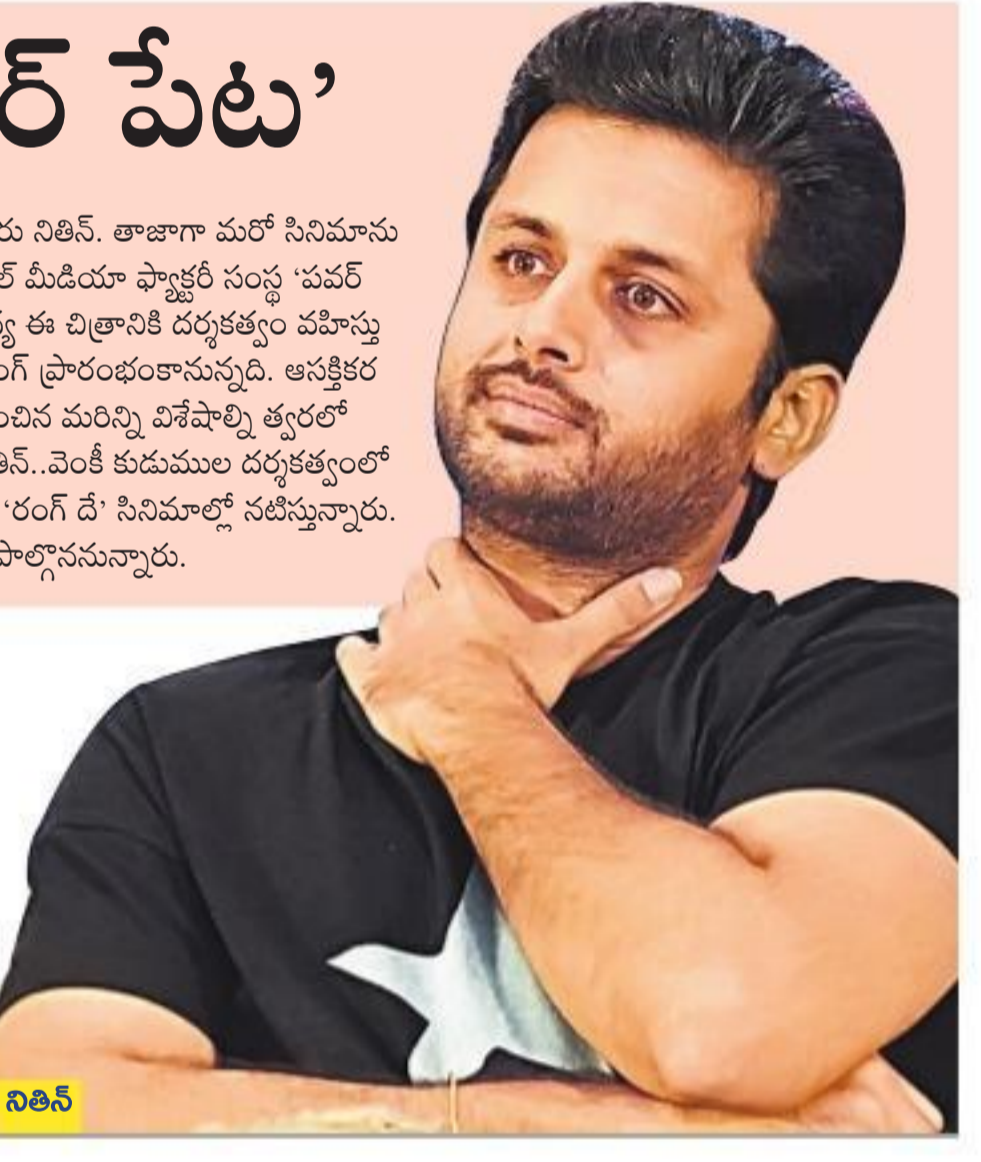 ర్ పేట’
రు నితిన్. తాజాగా మరో సినిమాను
ల్ మీడియా ఫ్యాక్టరీ సంస్థ ‘పవర్
ఈ చిత్రానికి దర్శకత్వం వహిస్తు
ంగ్ ప్రారంభంకానున్నది. ఆసక్తికర
ంచిన మరిన్ని విశేషాల్ని త్వరలో
తిన్..వెంకీ కుడుముల దర్శకత్వంలో
‘రంగ్ దే’ సినిమాల్లో నటిస్తున్నారు.
పాల్గొననున్నారు.
నితిన్